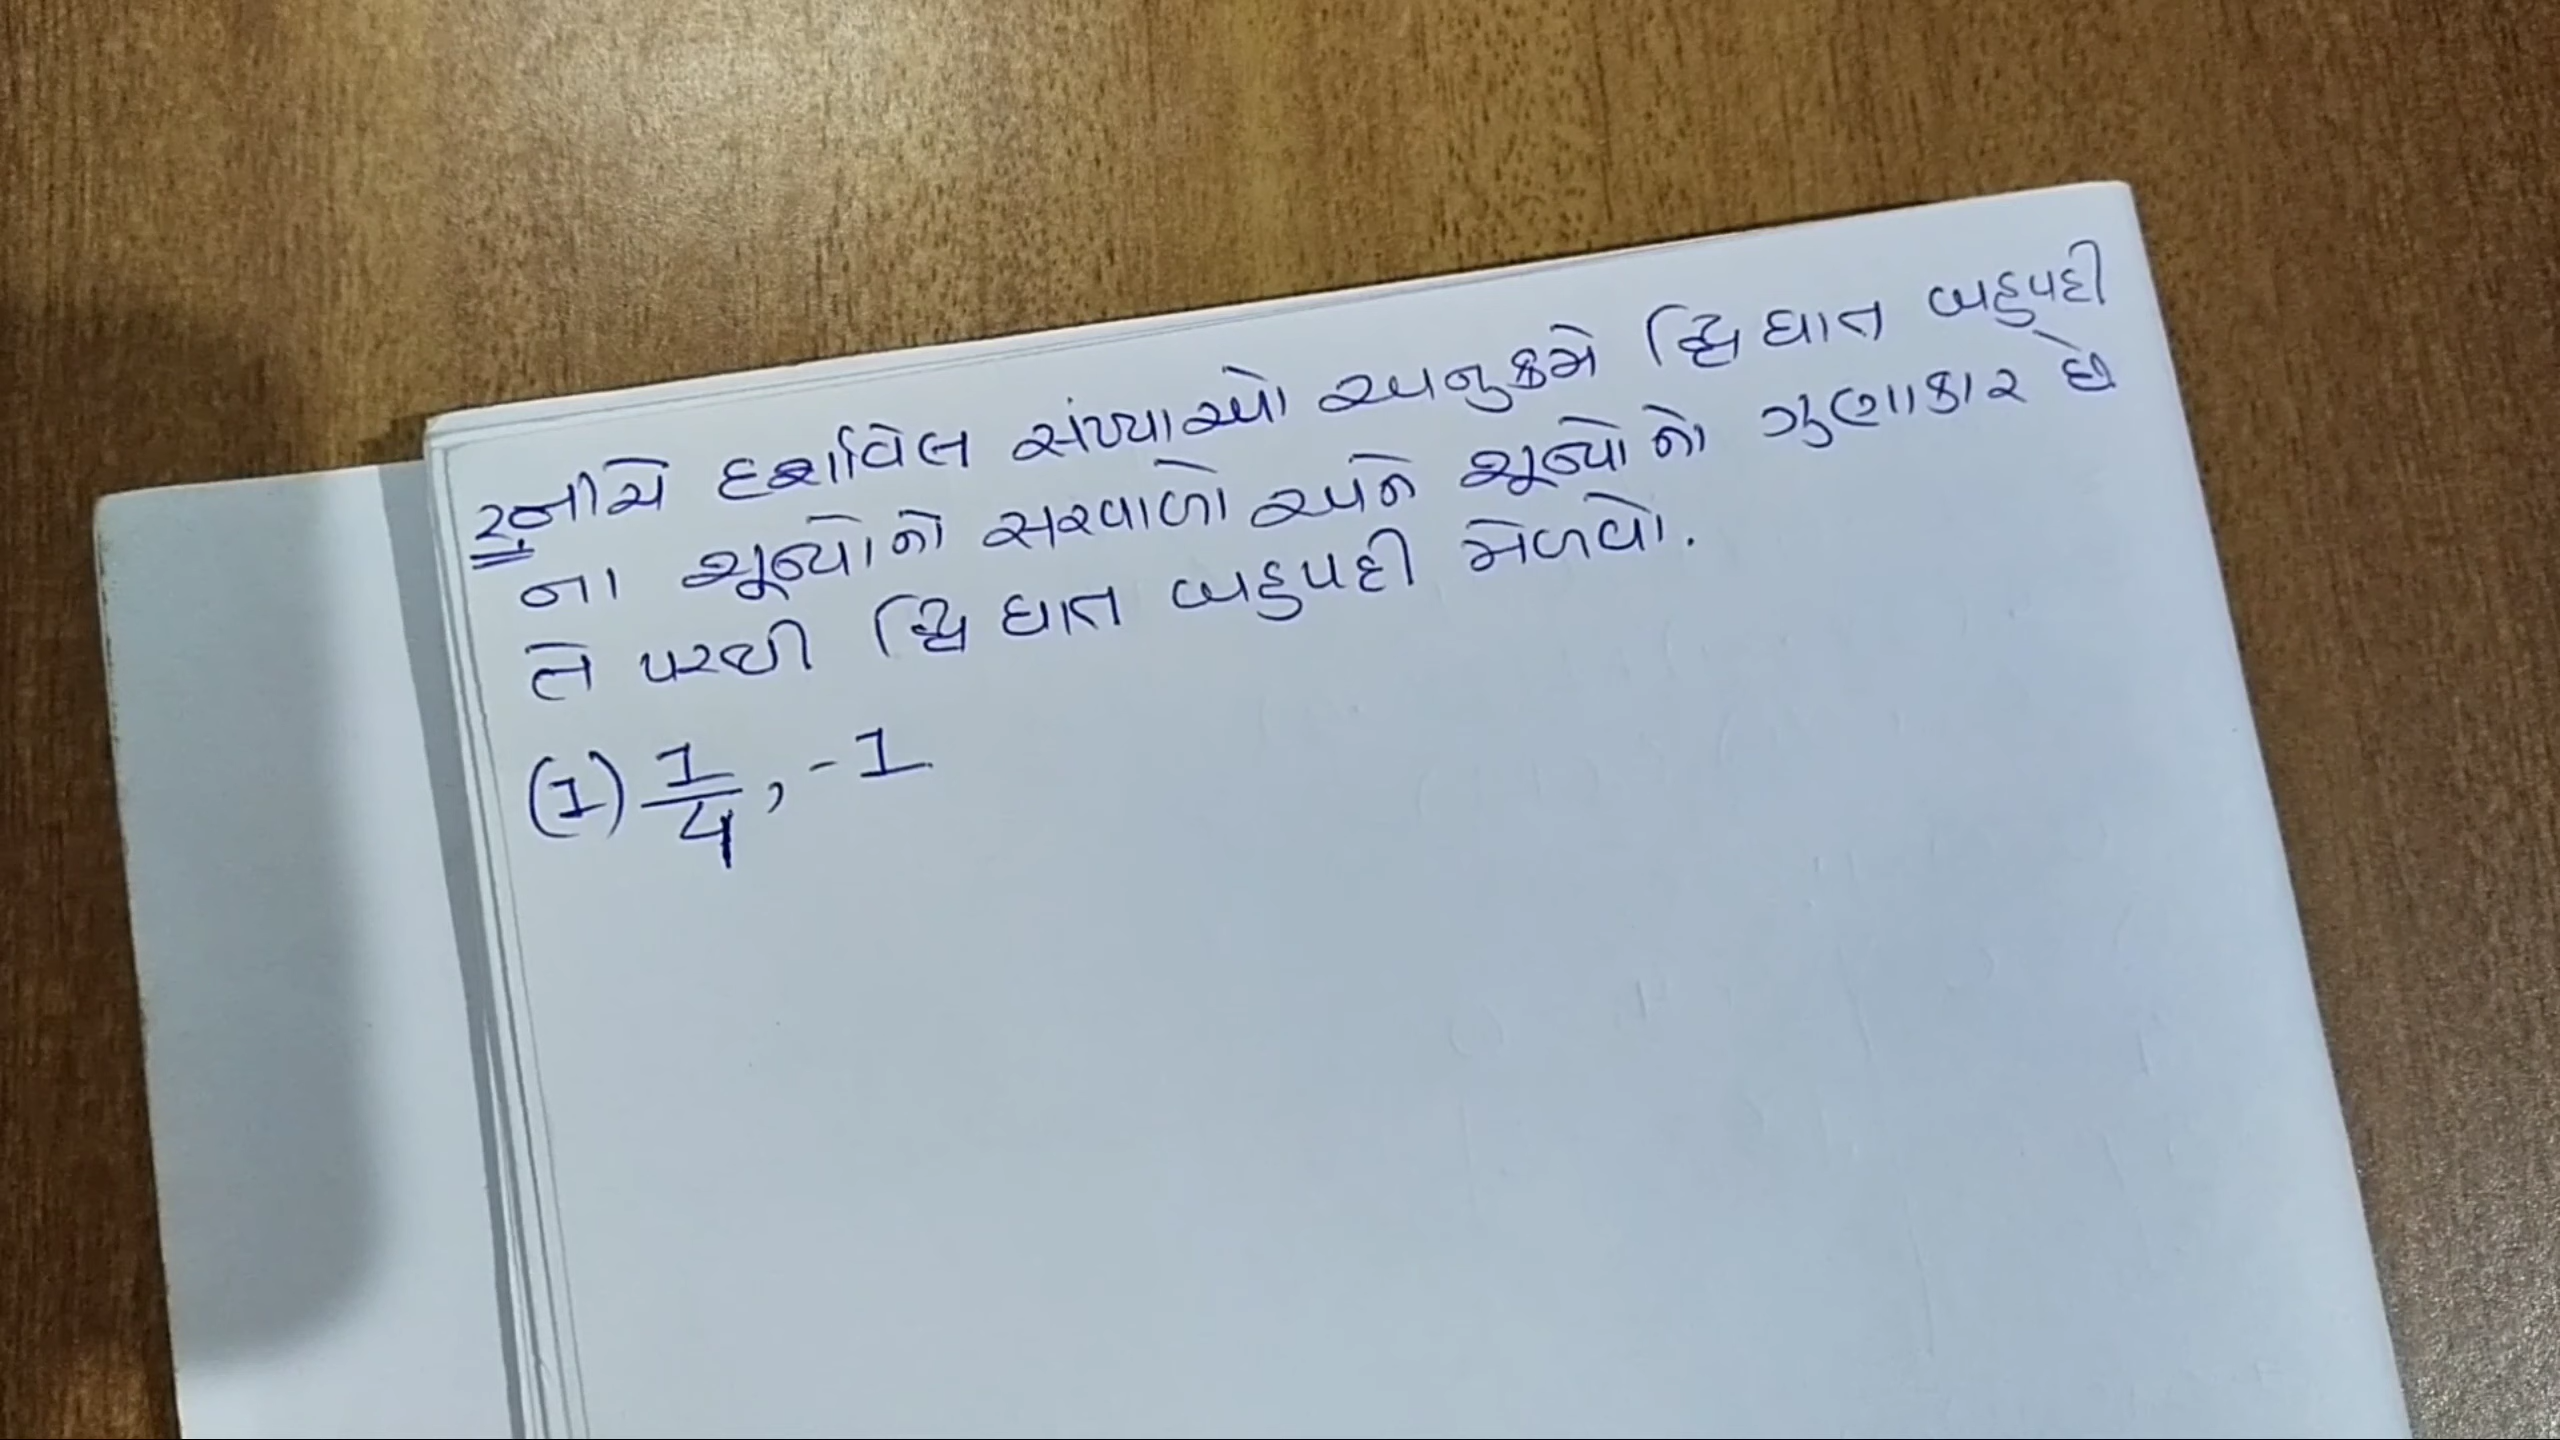 2. નીચે દર્શાવેલ સંખ્યાઓ અનુક્રમે દ્વિઘાત બહુપદી
ના શૂન્યોનો સરવાળો અને શૂન્યોનો ગુણાકાર છે
તે પરથી દ્વિઘાત બહુપદી મેળવો.
(1) 1/4, -1